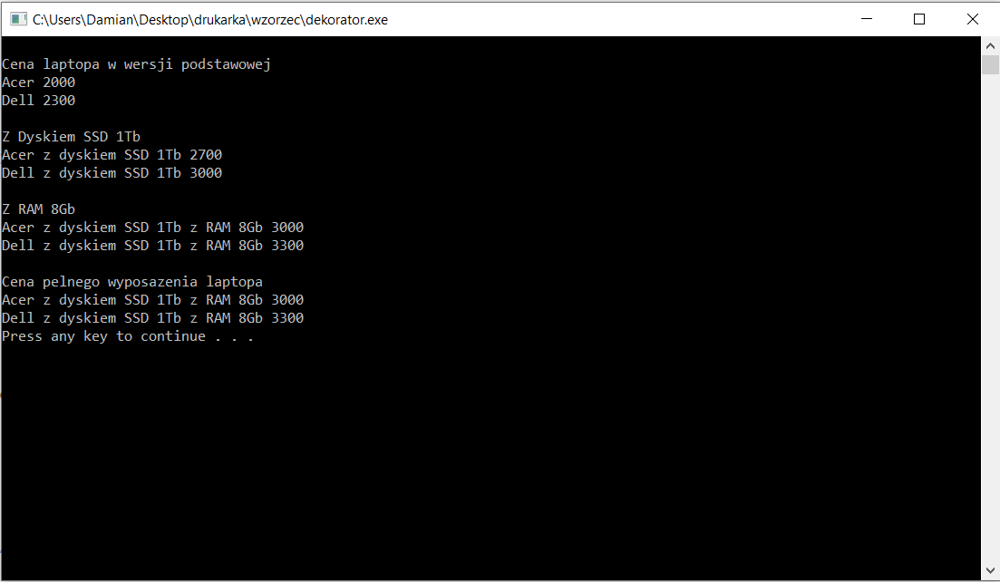 C:\Users\Damian\Desktop\drukarka\wzorzec\dekorator.exe
Cena laptopa w wersji podstawowej
Acer 2000
Dell 2300
Z Dyskiem SSD 1Tb
Acer z dyskiem SSD 1Tb 2700
Dell z dyskiem SSD 1Tb 3000
Z RAM 8Gb
Acer z dyskiem SSD 1Tb z RAM 8Gb 3000
Dell z dyskiem SSD 1Tb z RAM 8Gb 3300
Cena pelnego wyposazenia laptopa
Acer z dyskiem SSD 1Tb z RAM 8Gb 3000
Dell z dyskiem SSD 1Tb z RAM 8Gb 3300
Press any key to continue . . .